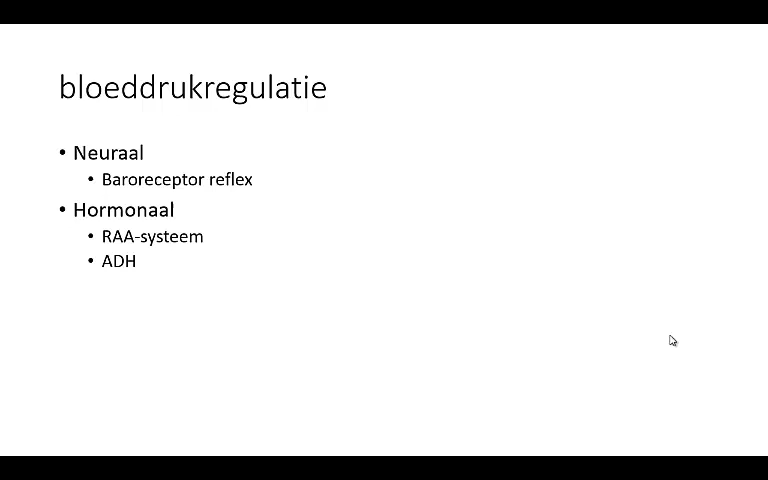 bloeddrukregulatie
• Neuraal
• Baroreceptor reflex
• Hormonaal
• RAA-systeem
• ADH